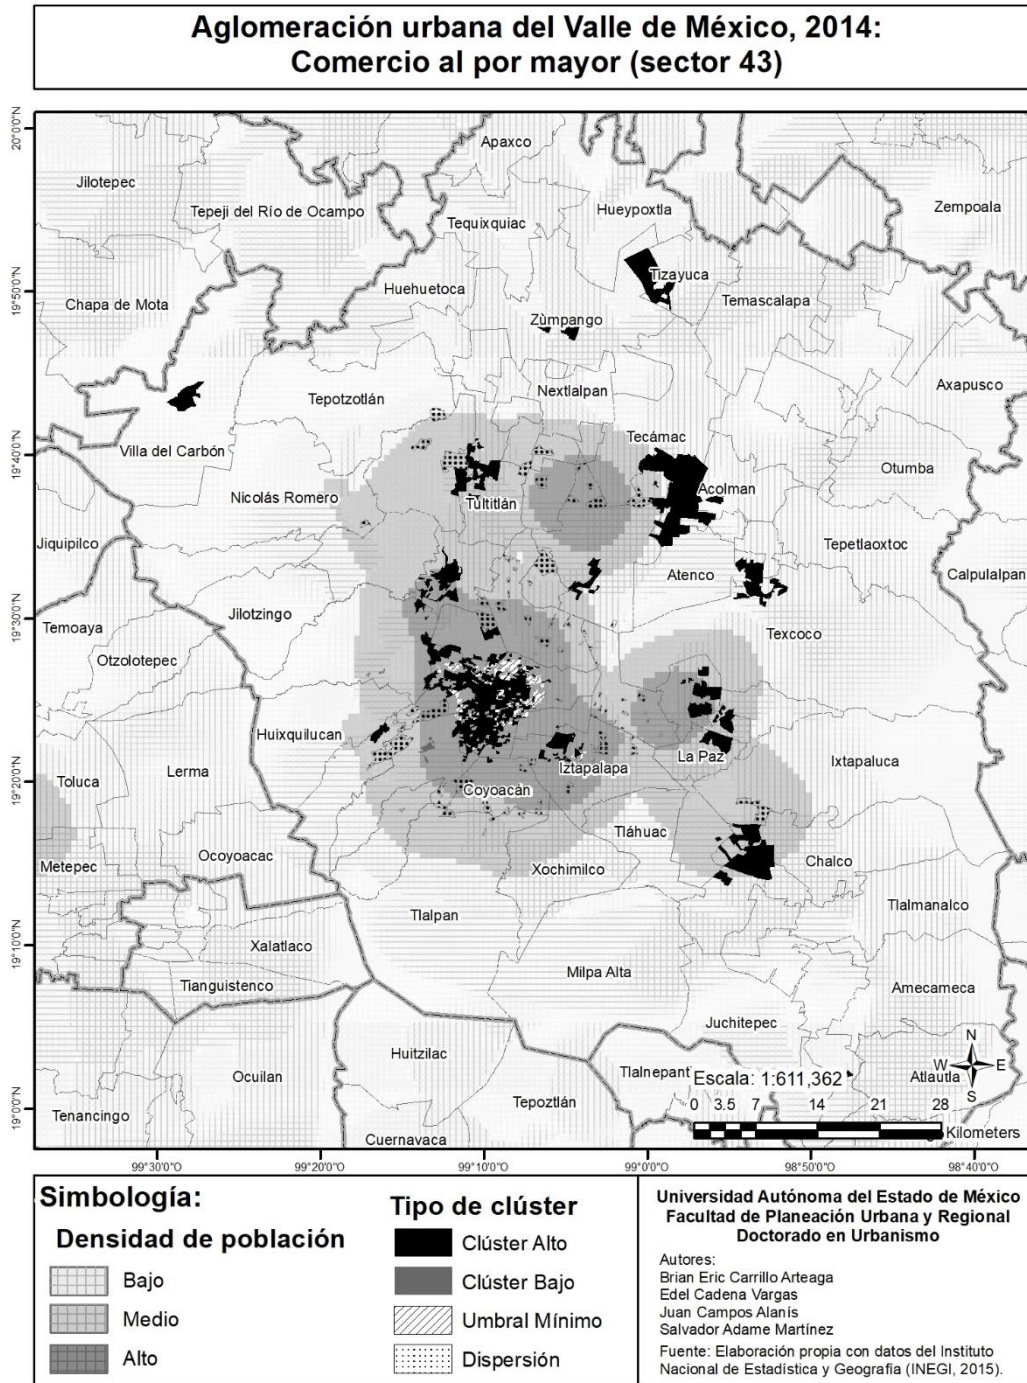 Aglomeración urbana del Valle de México, 2014:
Comercio al por mayor (sector 43)
20°0'0"N
19°50'0"N
19°40'0"N
19°30'0"N
19°20'0"N
19°10'0"N
19°0'0"N
Apaxco
Jilotepec
Tepeji del Río de Ocampo
Hueypoxtla
Zempoala
Tequixquiac
Tizayuca
Huehuetoca
Temascalapa
Chapa de Mota
Zùmpango
Nextlalpan
Axapusco
Tepotzotlán
Villa del Carbón
Tecámac
Otumba
Nicolás Romero
Acolman
Tultitlán
Jiquipilco
Tepetlaoxtoc
Atenco
Calpulalpan
Jilotzingo
Temoaya
Texcoco
Otzolotepec
Huixquilucan
La Paz
Ixtapaluca
Iztapalapa
Lerma
Toluca
Coyoacán
Tláhuac
Ocoyoacac
Metepec
Xochimilco
Chalco
Tlalpan
Tlalmanalco
Xalatlaco
Milpa Alta
Tianguistenco
Amecameca
Juchitepec
Huitzilac
Tlalnepant
Ocuilan
Atlautla
Tepoztlán
Tenancingo
Cuernavaca
N
W E
S
Escala: 1:611,362
0 3.5 7 14 21 28
Kilometers
99°30'0"O 99°20'0"O 99°10'0"O 99°0'0"O 98°50'0"O 98°40'0"O
Simbología:
Densidad de población
Bajo
Medio
Alto
Tipo de clúster
Clúster Alto
Clúster Bajo
Umbral Mínimo
Dispersión
Universidad Autónoma del Estado de México
Facultad de Planeación Urbana y Regional
Doctorado en Urbanismo
Autores:
Brian Eric Carrillo Arteaga
Edel Cadena Vargas
Juan Campos Alanís
Salvador Adame Martínez
Fuente: Elaboración propia con datos del Instituto
Nacional de Estadística y Geografía (INEGI, 2015).